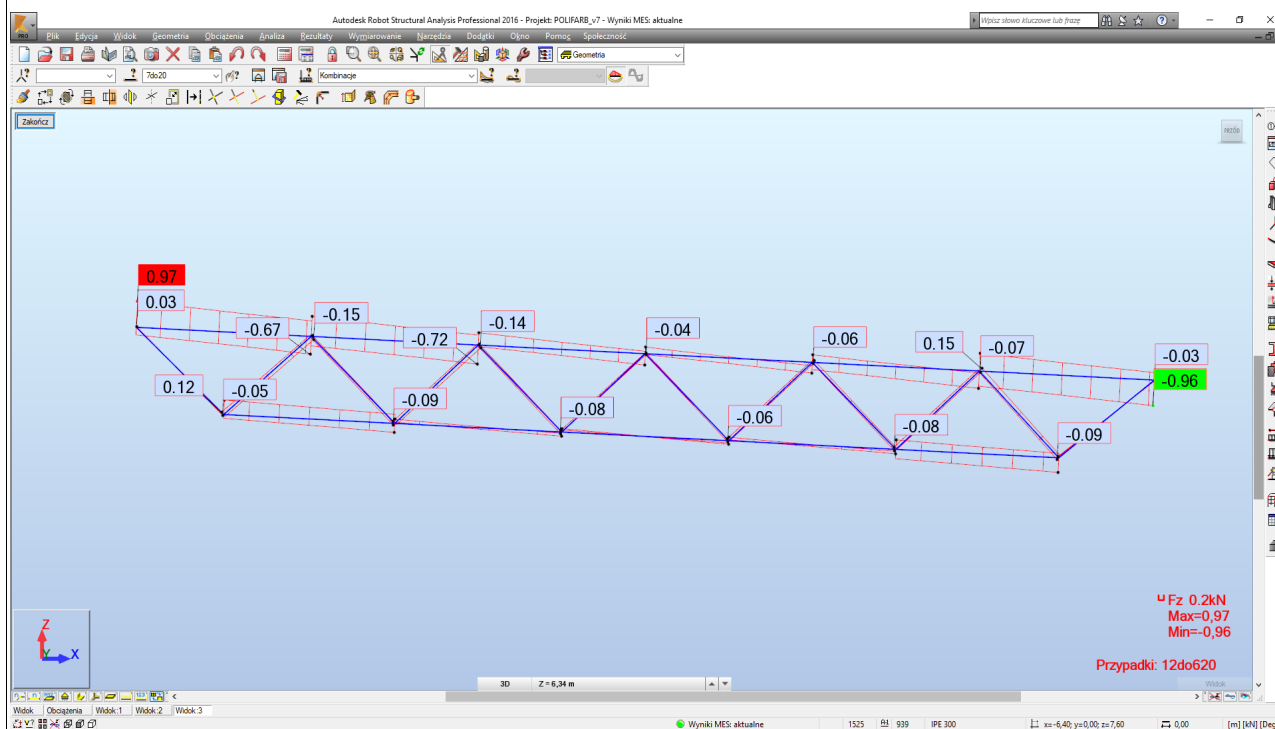 Autodesk Robot Structural Analysis Professional 2016 - Projekt: POLIFARB_v7 - Wyniki MES: aktualne
Wpisz słowo kluczowe lub frazę
PRO
Plik Edycja Widok Geometria Obciążenia Analiza Rezultaty Wymiarowanie Narzędzia Dodatki Okno Pomoc Społeczność
Geometria
7do20
Kombinacje
Zakończ
PRZÓD
0.97
0.03
-0.67
-0.15
-0.72
-0.14
-0.04
-0.06
0.15
-0.07
-0.03
-0.96
0.12
-0.05
-0.09
-0.08
-0.06
-0.08
-0.09
Fz 0.2kN
Max=0,97
Min=-0,96
Przypadki: 12do620
Z
Y
X
3D Z = 6,34 m
Widok
Widok Obciążenia Widok:1 Widok:2 Widok:3
Wyniki MES: aktualne 1525 939 IPE 300 x=-6,40; y=0,00; z=7,60 0,00 [m] [kN] [Deg